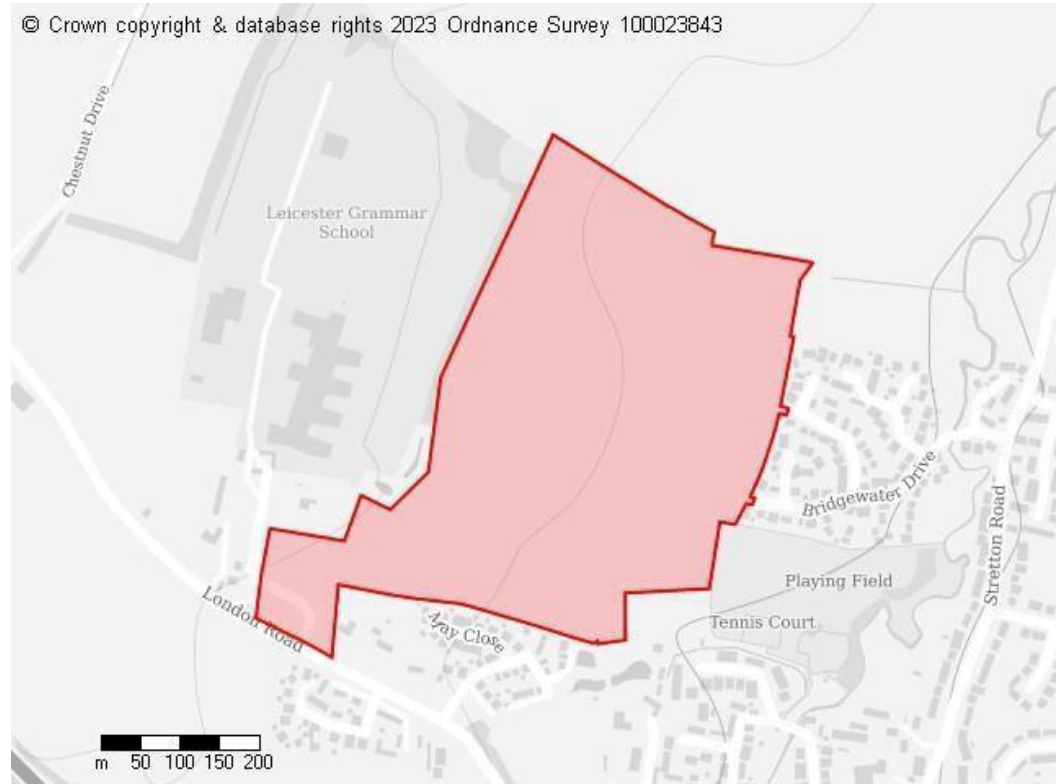 © Crown copyright & database rights 2023 Ordnance Survey 100023843
Chestnut Drive
Leicester Grammar
School
Bridgewater Drive
Stretton Road
Playing Field
Tennis Court
London Road
May Close
m 50 100 150 200